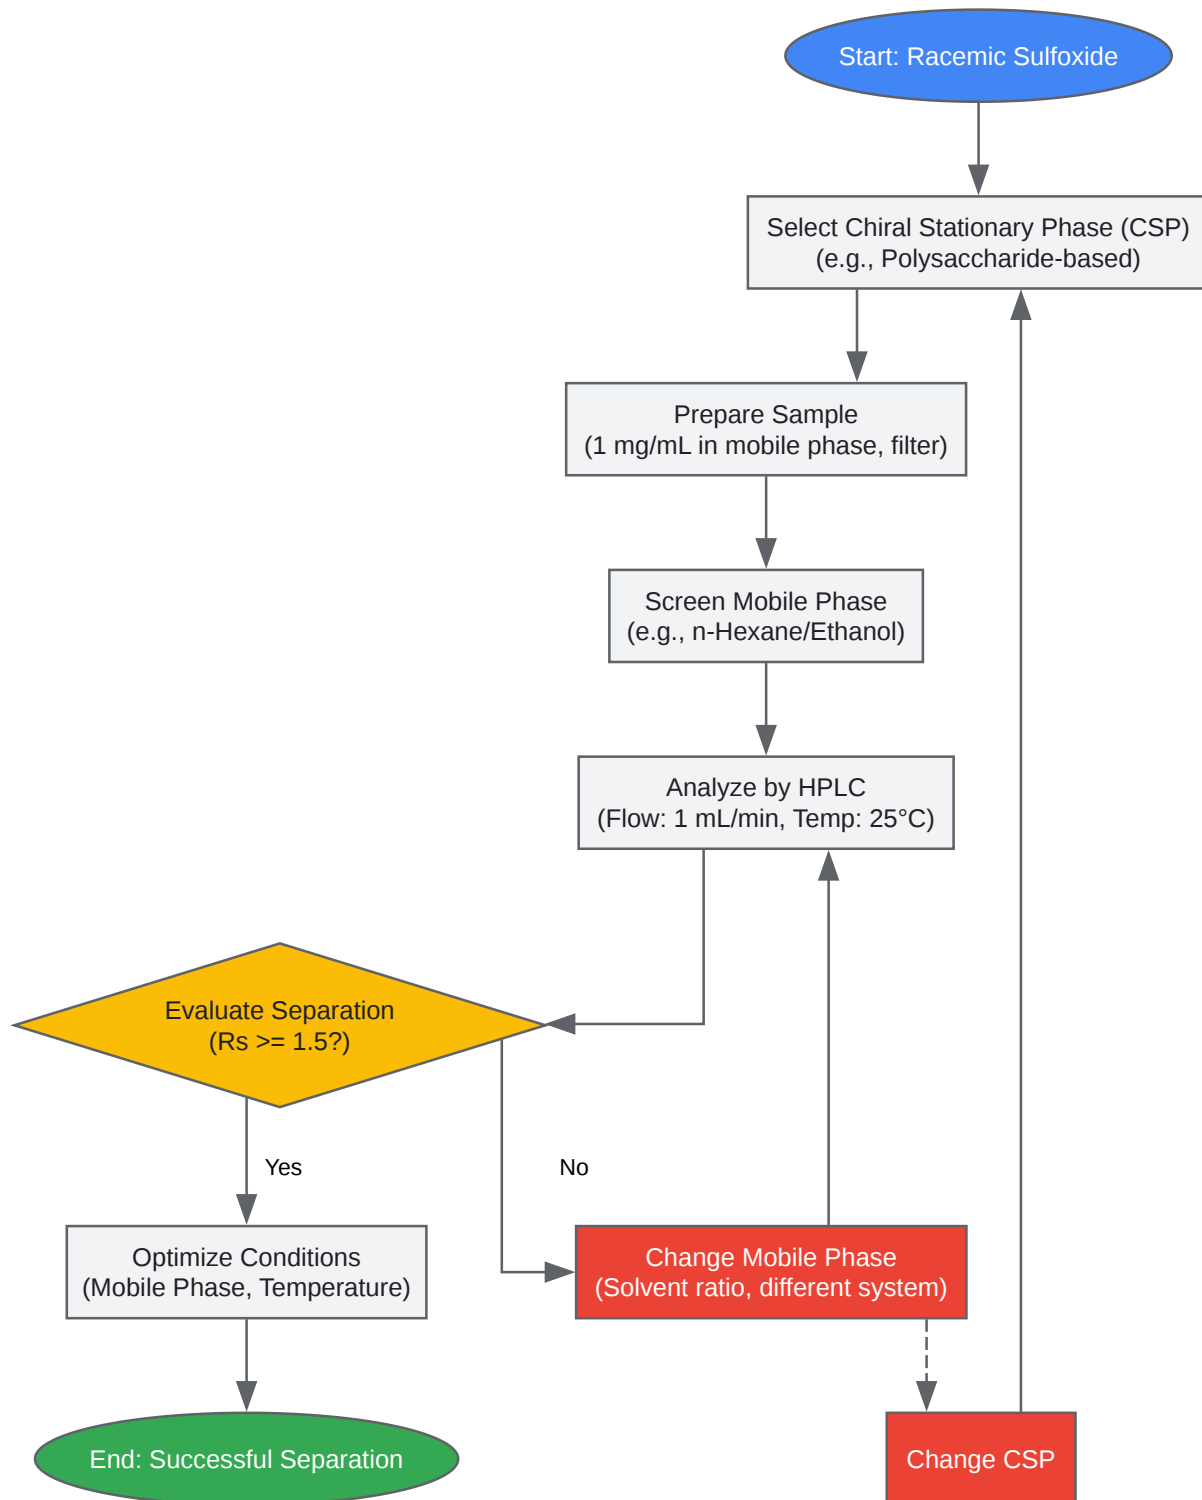 Start: Racemic Sulfoxide
Select Chiral Stationary Phase (CSP)
(e.g., Polysaccharide-based)
Prepare Sample
(1 mg/mL in mobile phase, filter)
Screen Mobile Phase
(e.g., n-Hexane/Ethanol)
Analyze by HPLC
(Flow: 1 mL/min, Temp: 25°C)
Evaluate Separation
(Rs >= 1.5?)
Yes
No
Optimize Conditions
(Mobile Phase, Temperature)
Change Mobile Phase
(Solvent ratio, different system)
End: Successful Separation
Change CSP